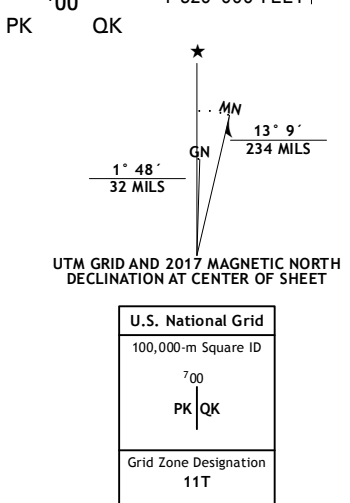 ⁷00
PK QK
MN
GN
13° 9´
234 MILS
1° 48´
32 MILS
UTM GRID AND 2017 MAGNETIC NORTH
DECLINATION AT CENTER OF SHEET
U.S. National Grid
100,000-m Square ID
⁷00
PK QK
Grid Zone Designation
11T